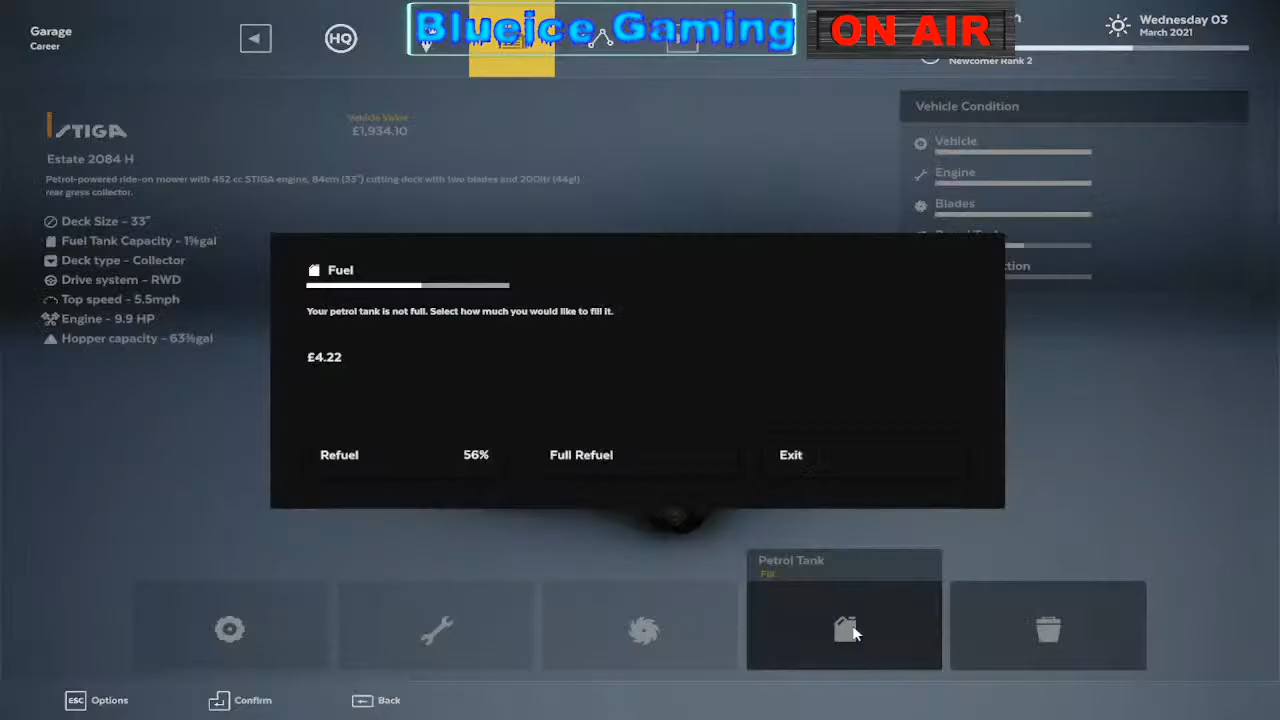 Garage
Career
HQ
Blueice Gaming
ON AIR
Newcomer Rank 2
Wednesday 03
March 2021
STIGA
Vehicle Value
£1,934.10
Estate 2084 H
Petrol-powered ride-on mower with 452 cc STIGA engine, 84cm (33") cutting deck with two blades and 200ltr (44gl)
rear grass collector.
Deck Size - 33"
Fuel Tank Capacity - 1⅝gal
Deck type - Collector
Drive system - RWD
Top speed - 5.5mph
Engine - 9.9 HP
Vehicle Condition
Vehicle
Engine
Blades
Fuel
Your petrol tank is not full. Select how much you would like to fill it.
£4.22
Refuel 56%
Full Refuel
Exit
Petrol Tank
Fill
ESC Options
Confirm
Back